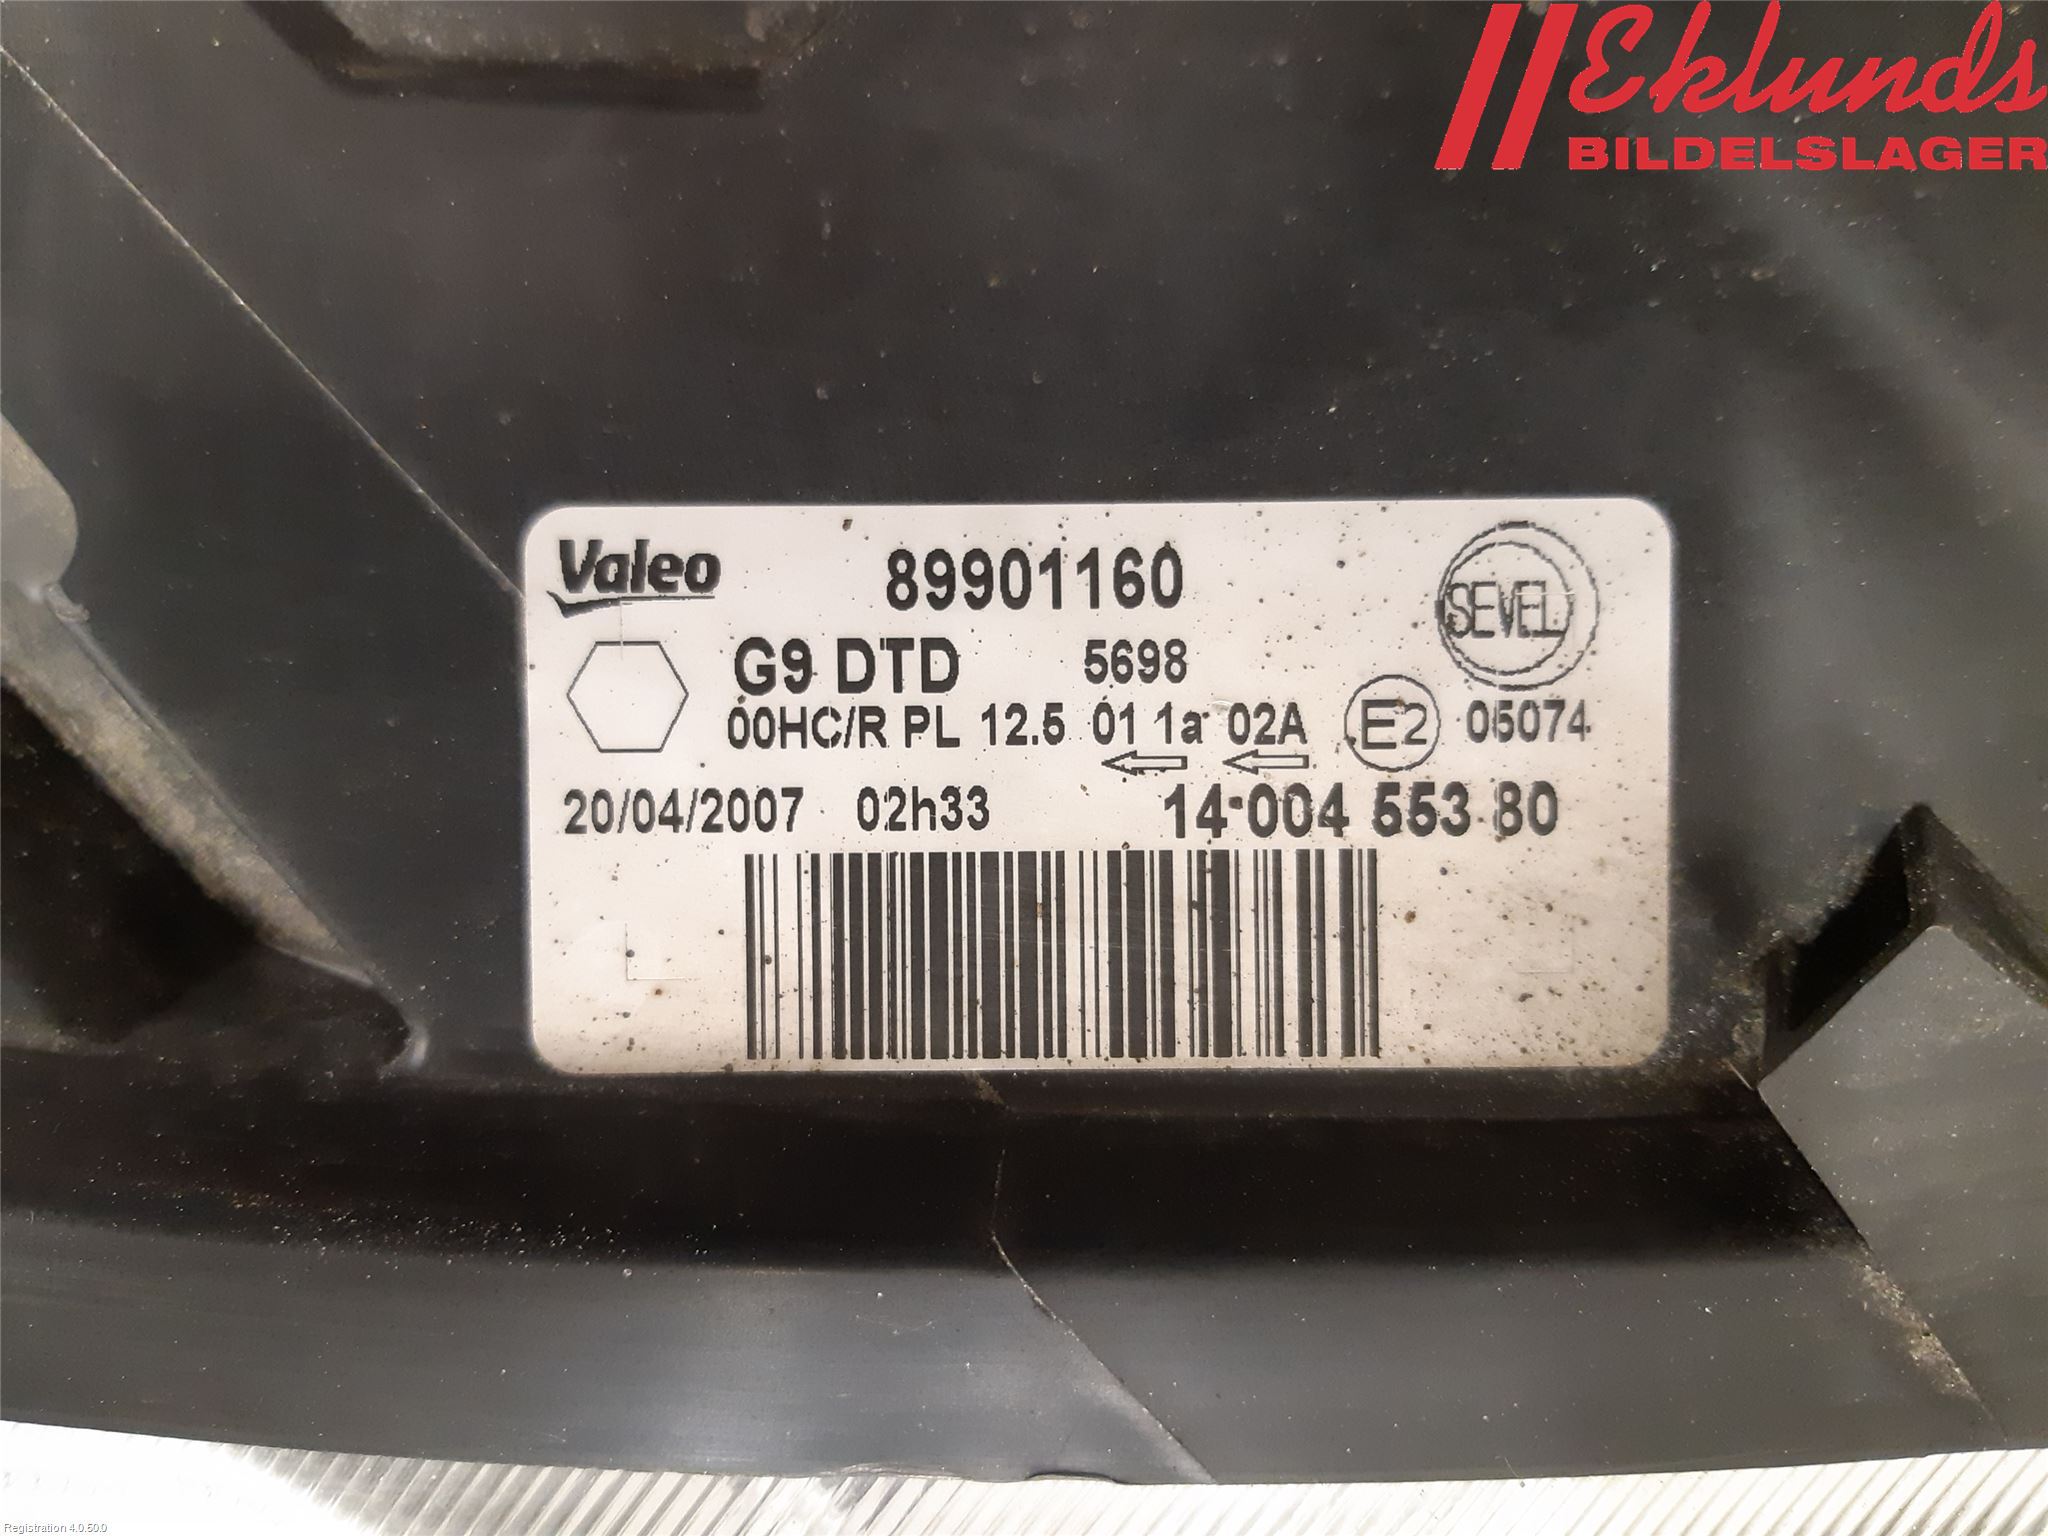 Eklunds
BILDELSLAGER
Valeo 89901160
SEVEL
G9 DTD 5698
00HC/R PL 12.5 01 1a 02A E2 05074
20/04/2007 02h33 14 004 553 80
Registration 4.0.50.0